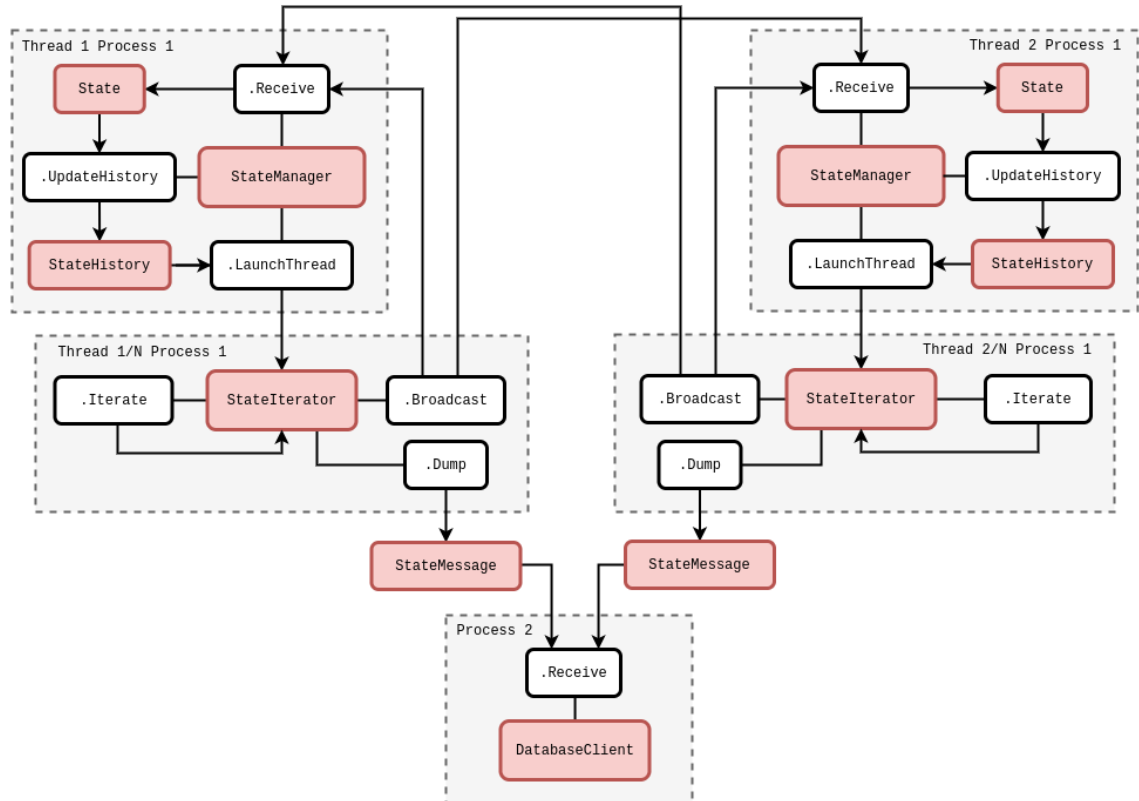 Thread 1 Process 1
State
.Receive
.UpdateHistory
StateManager
StateHistory
.LaunchThread
Thread 2 Process 1
.Receive
State
StateManager
.UpdateHistory
.LaunchThread
StateHistory
Thread 1/N Process 1
.Iterate
StateIterator
.Broadcast
.Dump
Thread 2/N Process 1
.Broadcast
StateIterator
.Iterate
.Dump
StateMessage
StateMessage
Process 2
.Receive
DatabaseClient